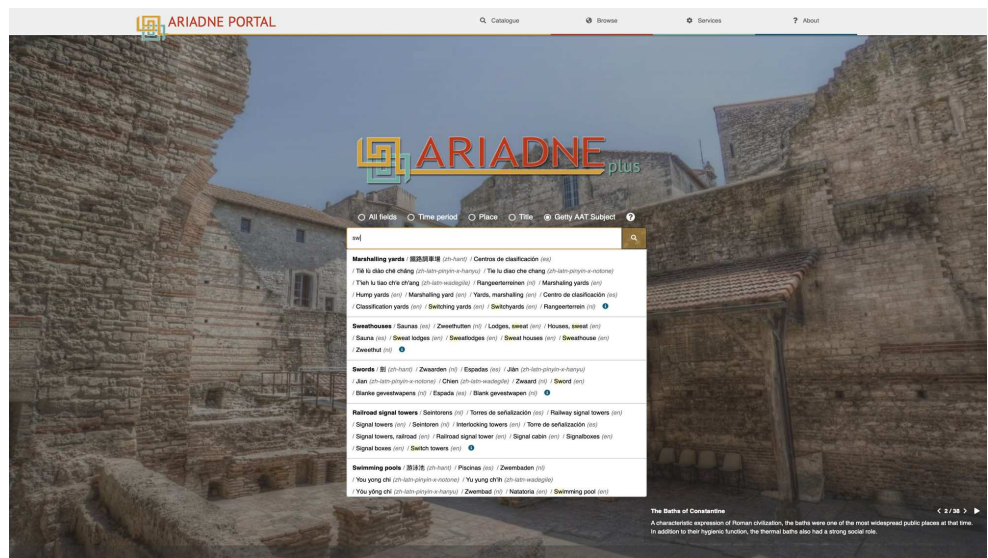 ARIADNE PORTAL
Catalogue
Browse
Services
? About
ARIADNE
plus
All fields Time period Place Title Getty AAT Subject ?
sw
Marshalling yards / 鐵路調車場 (zh-hant) / Centros de clasificación (es)
/ Tiě lù diào chē chǎng (zh-latn-pinyin-x-hanyu) / Tie lu diao che chang (zh-latn-pinyin-x-notone)
/ T'ieh lu tiao ch'e ch'ang (zh-latn-wadegile) / Rangeerterreinen (nl) / Marshaling yards (en)
/ Hump yards (en) / Marshalling yard (en) / Yards, marshalling (en) / Centro de clasificación (es)
/ Classification yards (en) / Switching yards (en) / Switchyards (en) / Rangeerterrein (nl)
Sweathouses / Saunas (es) / Zweethutten (nl) / Lodges, sweat (en) / Houses, sweat (en)
/ Sauna (es) / Sweat lodges (en) / Sweatlodges (en) / Sweat houses (en) / Sweathouse (en)
/ Zweethut (nl)
Swords / 劍 (zh-hant) / Zwaarden (nl) / Espadas (es) / Jiàn (zh-latn-pinyin-x-hanyu)
/ Jian (zh-latn-pinyin-x-notone) / Chien (zh-latn-wadegile) / Zwaard (nl) / Sword (en)
/ Blanke gevestwapens (nl) / Espada (es) / Blank gevestwapen (nl)
Railroad signal towers / Seintorens (nl) / Torres de señalización (es) / Railway signal towers (en)
/ Signal towers (en) / Seintoren (nl) / Interlocking towers (en) / Torre de señalización (es)
/ Signal towers, railroad (en) / Railroad signal tower (en) / Signal cabin (en) / Signalboxes (en)
/ Signal boxes (en) / Switch towers (en)
Swimming pools / 游泳池 (zh-hant) / Piscinas (es) / Zwembaden (nl)
/ You yong chi (zh-latn-pinyin-x-notone) / Yu yung ch'ih (zh-latn-wadegile)
/ Yóu yǒng chí (zh-latn-pinyin-x-hanyu) / Zwembad (nl) / Natatoria (en) / Swimming pool (en)
The Baths of Constantine
< 2 / 38 >
A characteristic expression of Roman civilization, the baths were one of the most widespread public places at that time.
In addition to their hygienic function, the thermal baths also had a strong social role.